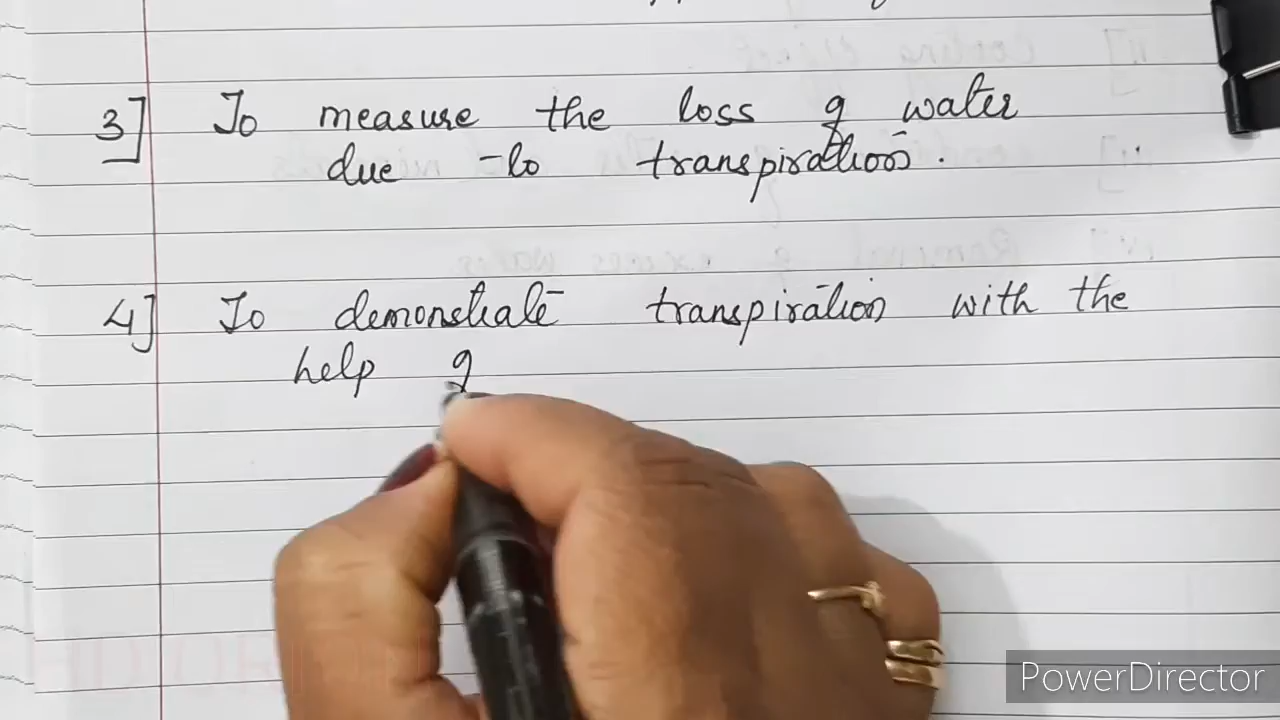 3] To measure the loss of water
due to transpiration.
4] To demonstrate transpiration with the
help of
PowerDirector